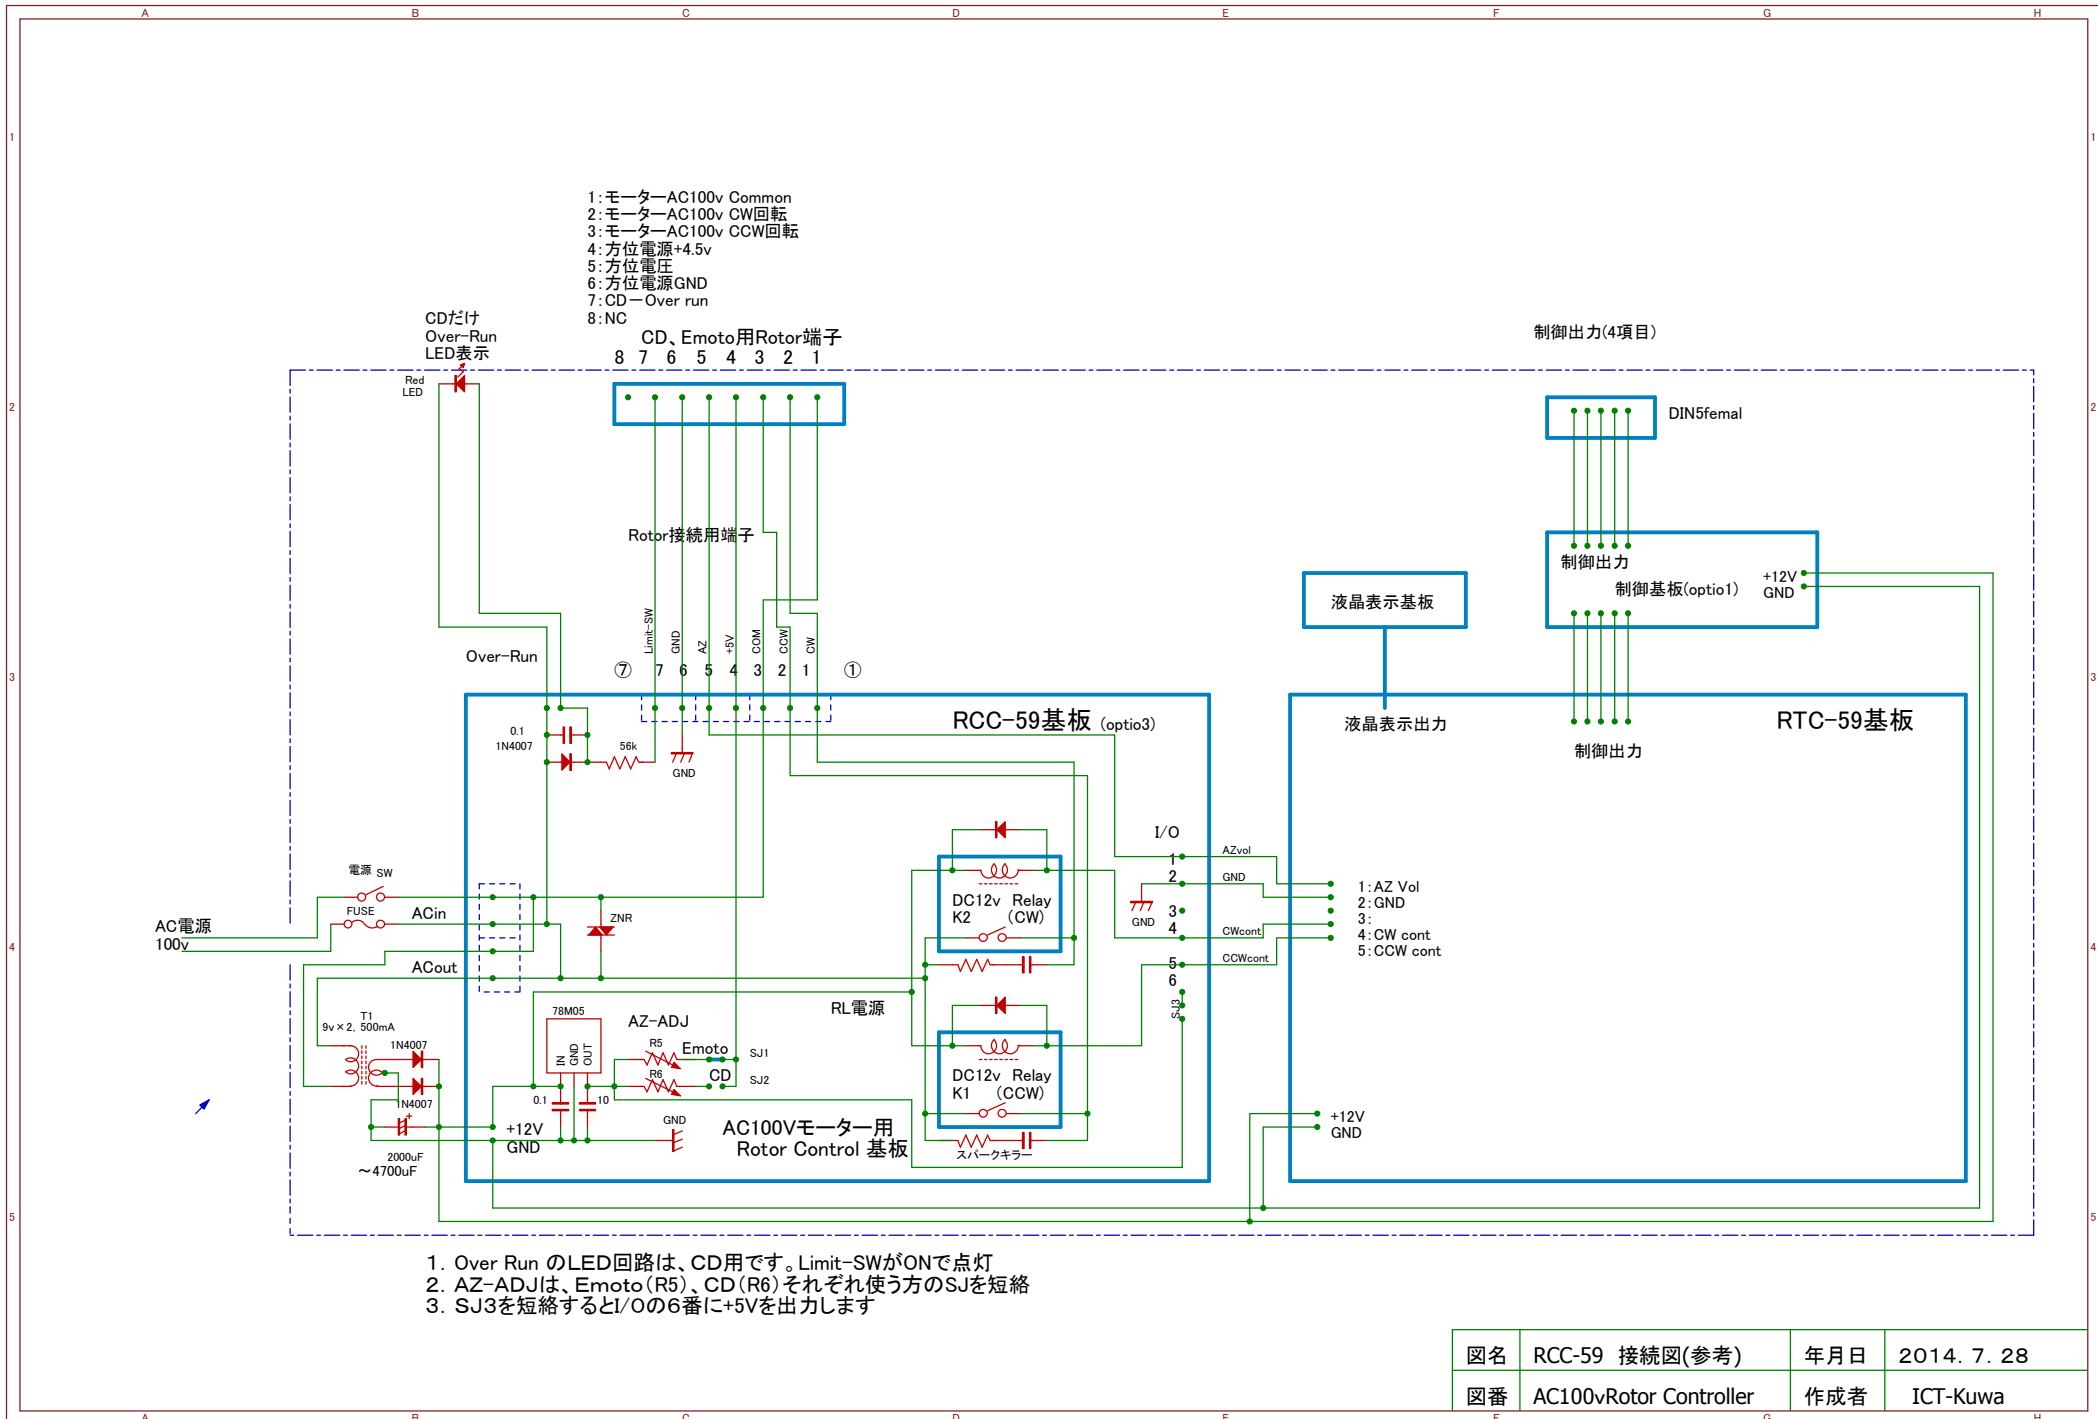 A B C D E F G H
1 1
1:モーターAC100v Common
2:モーターAC100v CW回転
3:モーターAC100v CCW回転
4:方位電源+4.5v
5:方位電圧
6:方位電源GND
7:CD－Over run
8:NC
CD、Emoto用Rotor端子
8 7 6 5 4 3 2 1
CDだけ
Over-Run
LED表示
Red
LED
制御出力(4項目)
2 2
DIN5femal
Rotor接続用端子
制御出力
制御基板(optio1)
+12V
GND
液晶表示基板
Over-Run
Limit-SW
GND
AZ
+5V
COM
CCW
CW
⑦ 7 6 5 4 3 2 1 ①
3 3
RCC-59基板 (optio3)
液晶表示出力
制御出力
RTC-59基板
0.1
1N4007
56k
GND
I/O
1
2
3
4
5
6
SJ3
AZvol
GND
CWcont
CCWcont
GND
1:AZ Vol
2:GND
3:
4:CW cont
5:CCW cont
電源 SW
FUSE
AC電源
100v
ACin
ACout
ZNR
DC12v Relay
K2 (CW)
4 4
RL電源
T1
9v×2, 500mA
1N4007
1N4007
2000uF
～4700uF
+
78M05
IN
GND
OUT
0.1
10
AZ-ADJ
R5
Emoto
SJ1
R6
CD
SJ2
DC12v Relay
K1 (CCW)
スパークキラー
+12V
GND
GND
AC100Vモーター用
Rotor Control 基板
+12V
GND
5 5
1. Over Run のLED回路は、CD用です。Limit-SWがONで点灯
2. AZ-ADJは、Emoto(R5)、CD(R6)それぞれ使う方のSJを短絡
3. SJ3を短絡するとI/Oの6番に+5Vを出力します
図名 RCC-59 接続図(参考) 年月日 2014. 7. 28
図番 AC100vRotor Controller 作成者 ICT-Kuwa
A B C D E F G H